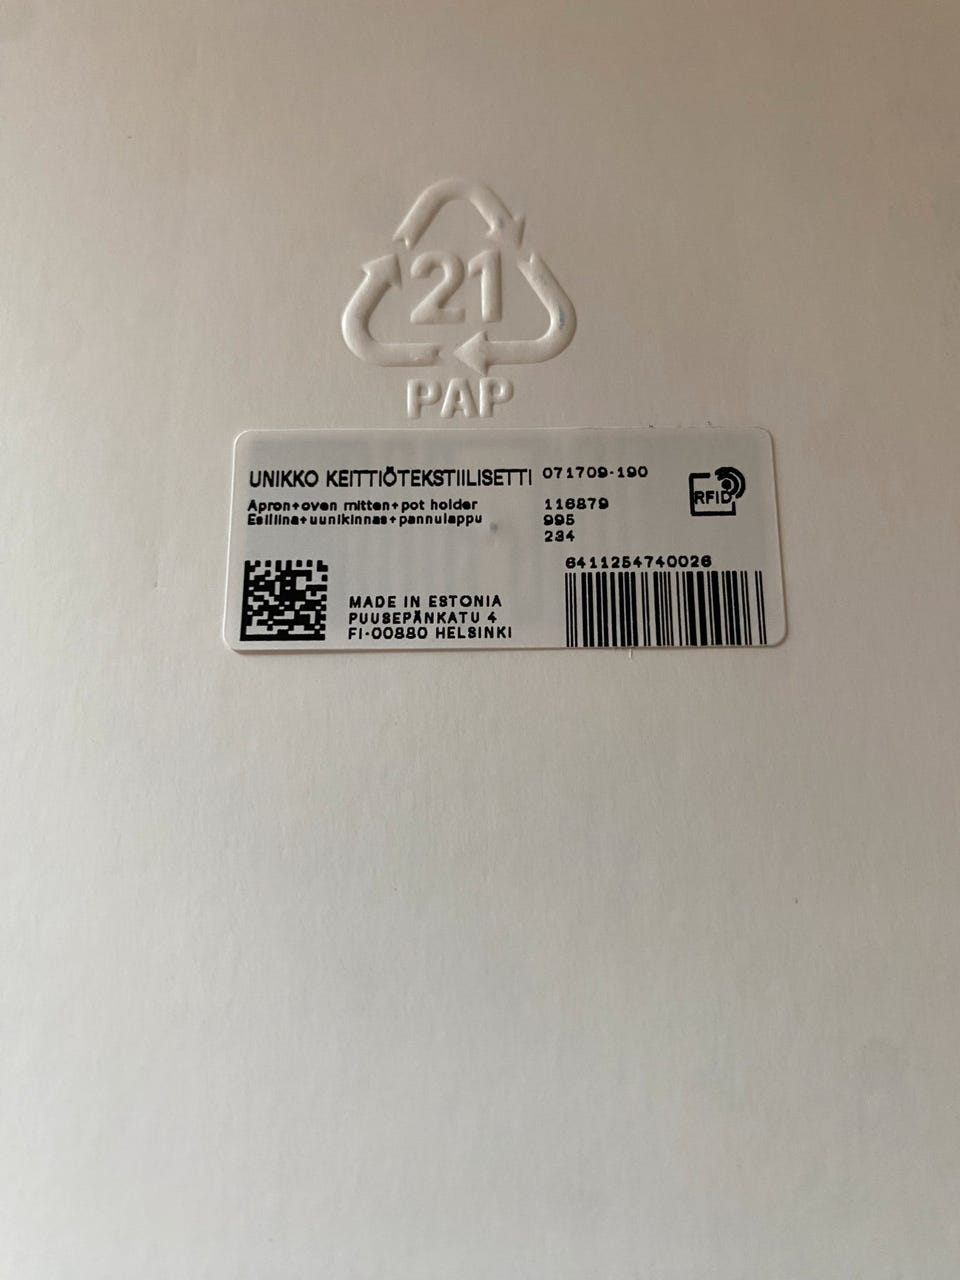 21
PAP
UNIKKO KEITTIÖTEKSTIILISETTI 071709-190
Apron+oven mitten+pot holder 116879
Esiliina+uunikinnas+pannulappu 995
234
RFID
6411254740026
MADE IN ESTONIA
PUUSEPÄNKATU 4
FI-00880 HELSINKI